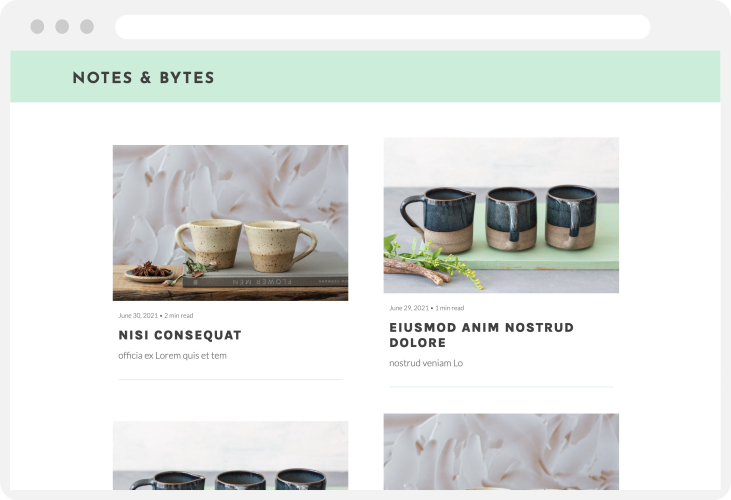 NOTES & BYTES
FLOWER MEN
June 30, 2021 • 2 min read
NISI CONSEQUAT
officia ex Lorem quis et tem
June 29, 2021 • 1 min read
EIUSMOD ANIM NOSTRUD
DOLORE
nostrud veniam Lo